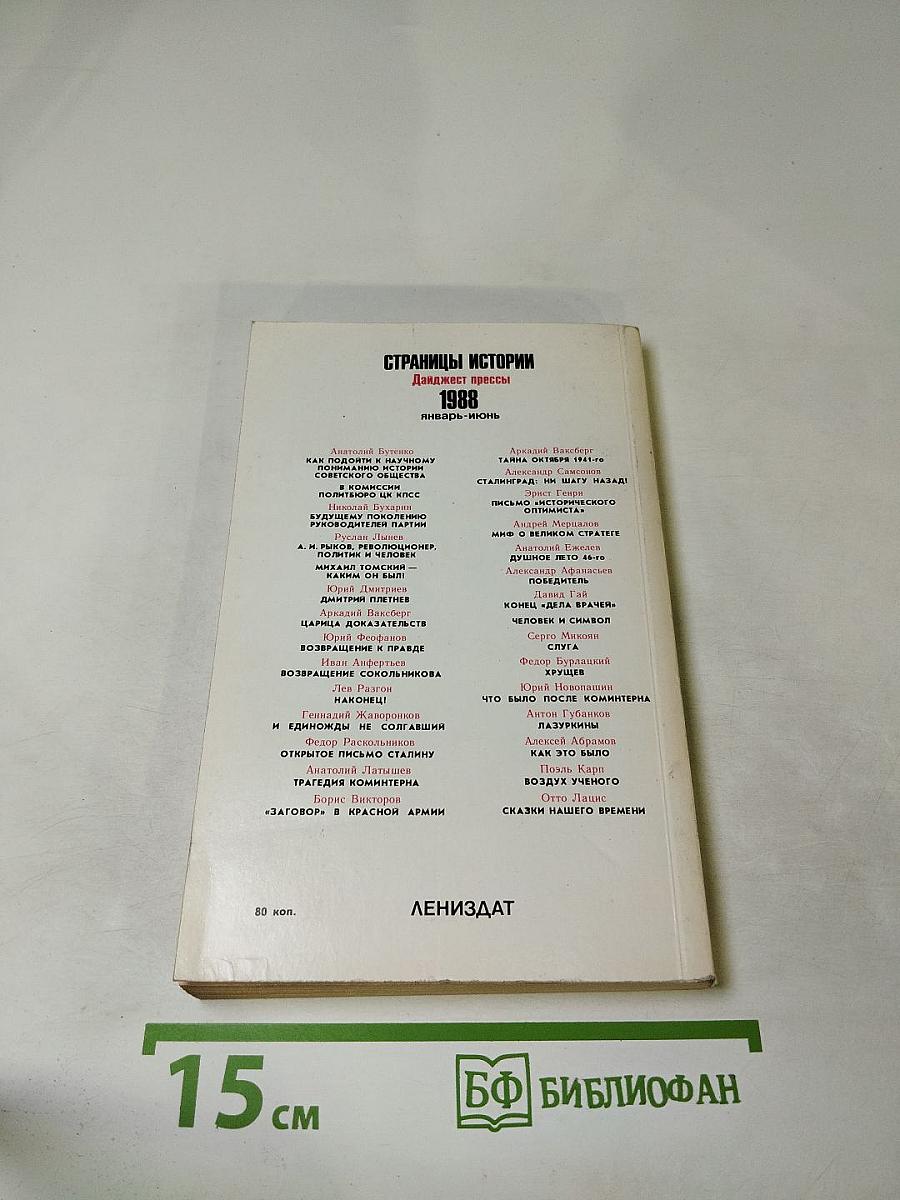 СТРАНИЦЫ ИСТОРИИ
Дайджест прессы
1988
январь-июнь
Анатолий Бутенко
КАК ПОДОЙТИ К НАУЧНОМУ
ПОНИМАНИЮ ИСТОРИИ
СОВЕТСКОГО ОБЩЕСТВА
В КОМИССИИ
ПОЛИТБЮРО ЦК КПСС
Николай Бухарин
БУДУЩЕМУ ПОКОЛЕНИЮ
РУКОВОДИТЕЛЕЙ ПАРТИИ
Руслан Лынев
А. И. РЫКОВ, РЕВОЛЮЦИОНЕР,
ПОЛИТИК И ЧЕЛОВЕК
МИХАИЛ ТОМСКИЙ —
КАКИМ ОН БЫЛ!
Юрий Дмитриев
ДМИТРИЙ ПЛЕТНЕВ
Аркадий Ваксберг
ЦАРИЦА ДОКАЗАТЕЛЬСТВ
Юрий Феофанов
ВОЗВРАЩЕНИЕ К ПРАВДЕ
Иван Анфертьев
ВОЗВРАЩЕНИЕ СОКОЛЬНИКОВА
Лев Разгон
НАКОНЕЦ!
Геннадий Жаворонков
И ЕДИНОЖДЫ НЕ СОЛГАВШИЙ
Федор Раскольников
ОТКРЫТОЕ ПИСЬМО СТАЛИНУ
Анатолий Латышев
ТРАГЕДИЯ КОМИНТЕРНА
Борис Викторов
«ЗАГОВОР» В КРАСНОЙ АРМИИ
Аркадий Ваксберг
ТАЙНА ОКТЯБРЯ 1941-го
Александр Самсонов
СТАЛИНГРАД: НИ ШАГУ НАЗАД!
Эрнст Генри
ПИСЬМО «ИСТОРИЧЕСКОГО
ОПТИМИСТА»
Андрей Мерцалов
МИФ О ВЕЛИКОМ СТРАТЕГЕ
Анатолий Ежелев
ДУШНОЕ ЛЕТО 46-го
Александр Афанасьев
ПОБЕДИТЕЛЬ
Давид Гай
КОНЕЦ «ДЕЛА ВРАЧЕЙ»
ЧЕЛОВЕК И СИМВОЛ
Серго Микоян
СЛУГА
Федор Бурлацкий
ХРУЩЕВ
Юрий Новопашин
ЧТО БЫЛО ПОСЛЕ КОМИНТЕРНА
Антон Губанков
ЛАЗУРКИНЫ
Алексей Абрамов
КАК ЭТО БЫЛО
Поэль Карп
ВОЗДУХ УЧЕНОГО
Отто Лацис
СКАЗКИ НАШЕГО ВРЕМЕНИ
80 коп.
ЛЕНИЗДАТ
15 см
БФ БИБЛИОФАН